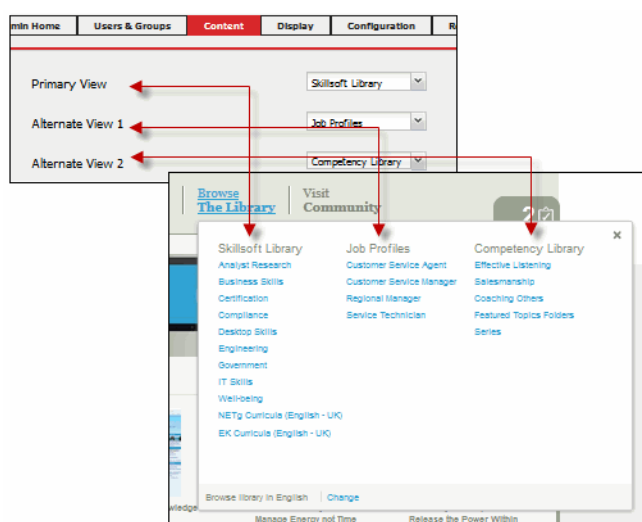 min Home Users & Groups Content Display Configuration R
Primary View Skillsoft Library
Alternate View 1 Job Profiles
Alternate View 2 Competency Library
Browse
The Library
Visit
Community
2
Skillsoft Library
Analyst Research
Business Skills
Certification
Compliance
Desktop Skills
Engineering
Government
IT Skills
Well-being
NETg Curricula (English - UK)
EK Curricula (English - UK)
Job Profiles
Customer Service Agent
Customer Service Manager
Regional Manager
Service Technician
Competency Library
Effective Listening
Salesmanship
Coaching Others
Featured Topics Folders
Series
Browse library in English Change
wledge
Manage Energy not Time Release the Power Within